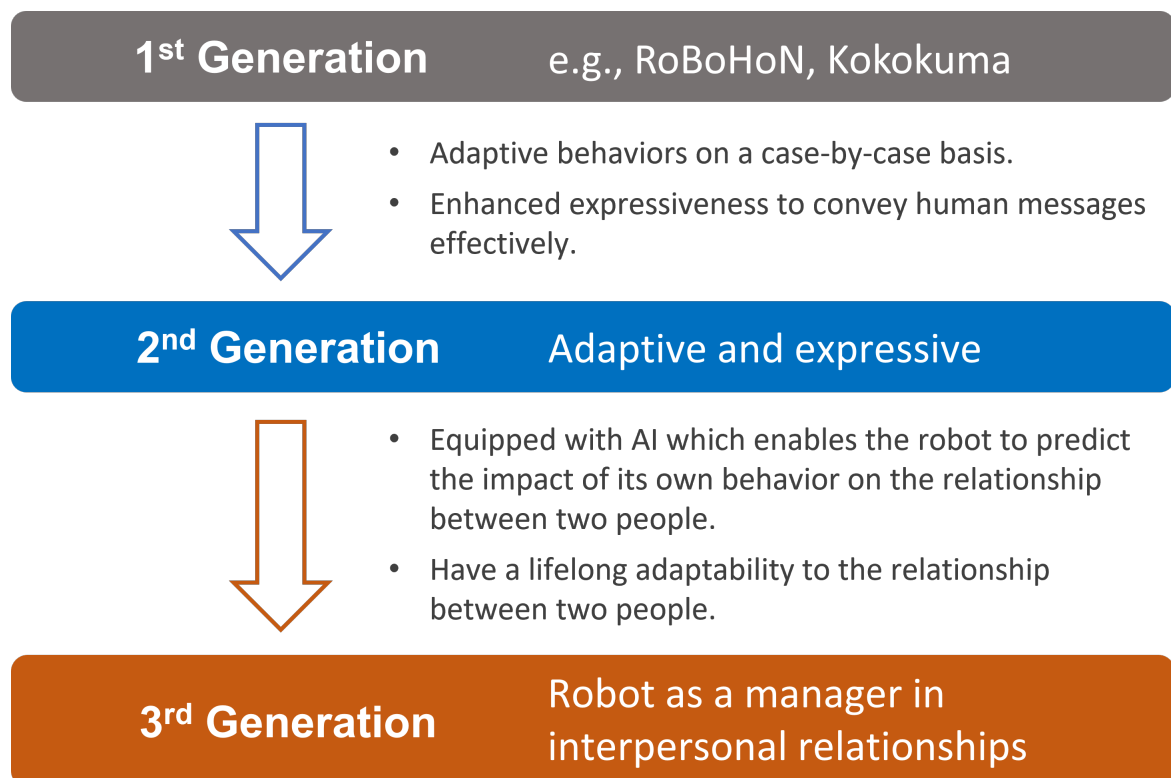 1st Generation e.g., RoBoHoN, Kokokuma
• Adaptive behaviors on a case-by-case basis.
• Enhanced expressiveness to convey human messages
effectively.
2nd Generation Adaptive and expressive
• Equipped with AI which enables the robot to predict
the impact of its own behavior on the relationship
between two people.
• Have a lifelong adaptability to the relationship
between two people.
3rd Generation
Robot as a manager in
interpersonal relationships